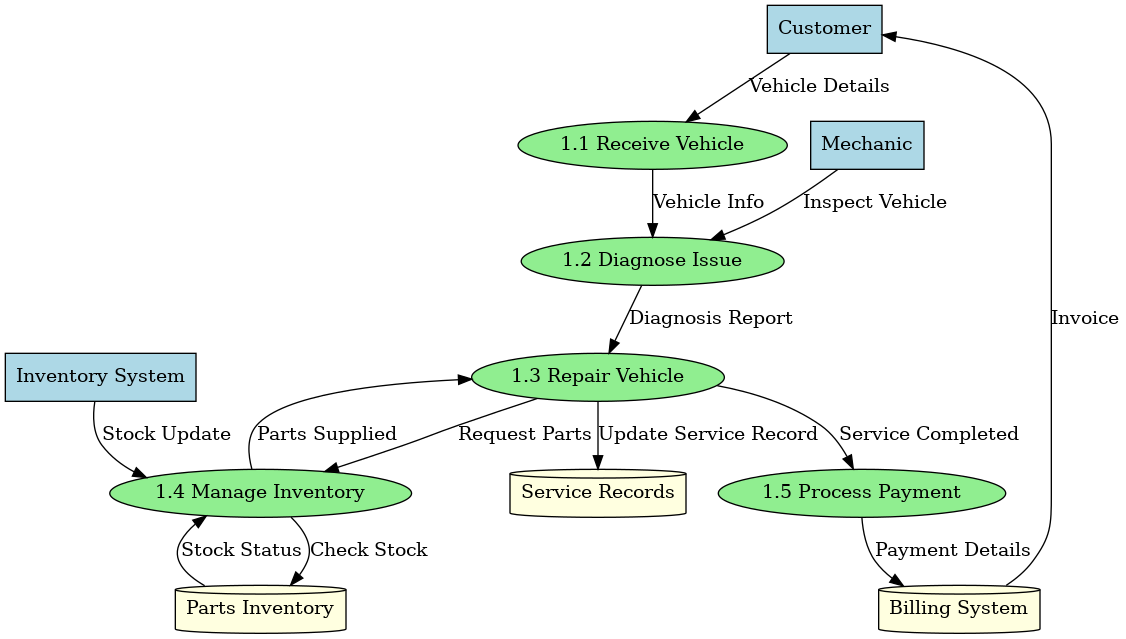 Customer
Vehicle Details
1.1 Receive Vehicle
Mechanic
Vehicle Info
Inspect Vehicle
1.2 Diagnose Issue
Diagnosis Report
Invoice
Inventory System
1.3 Repair Vehicle
Stock Update
Parts Supplied
Request Parts
Update Service Record
Service Completed
1.4 Manage Inventory
Service Records
1.5 Process Payment
Stock Status
Check Stock
Payment Details
Parts Inventory
Billing System